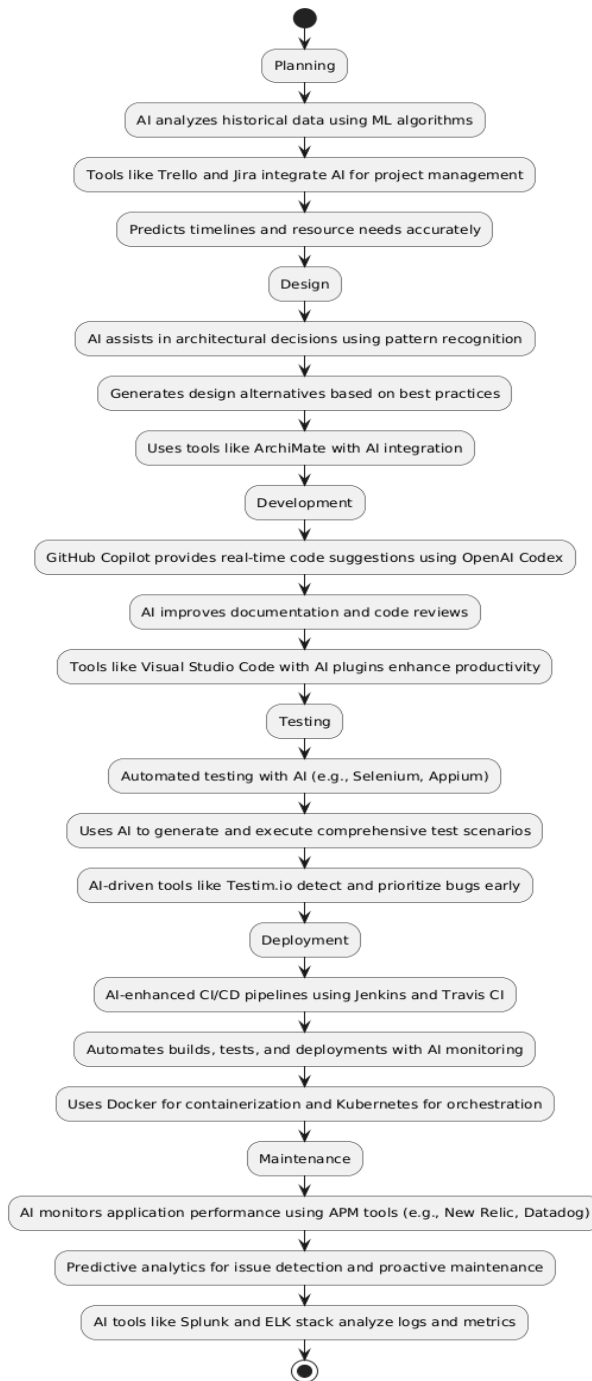 Planning
AI analyzes historical data using ML algorithms
Tools like Trello and Jira integrate AI for project management
Predicts timelines and resource needs accurately
Design
AI assists in architectural decisions using pattern recognition
Generates design alternatives based on best practices
Uses tools like ArchiMate with AI integration
Development
GitHub Copilot provides real-time code suggestions using OpenAI Codex
AI improves documentation and code reviews
Tools like Visual Studio Code with AI plugins enhance productivity
Testing
Automated testing with AI (e.g., Selenium, Appium)
Uses AI to generate and execute comprehensive test scenarios
AI-driven tools like Testim.io detect and prioritize bugs early
Deployment
AI-enhanced CI/CD pipelines using Jenkins and Travis CI
Automates builds, tests, and deployments with AI monitoring
Uses Docker for containerization and Kubernetes for orchestration
Maintenance
AI monitors application performance using APM tools (e.g., New Relic, Datadog)
Predictive analytics for issue detection and proactive maintenance
AI tools like Splunk and ELK stack analyze logs and metrics